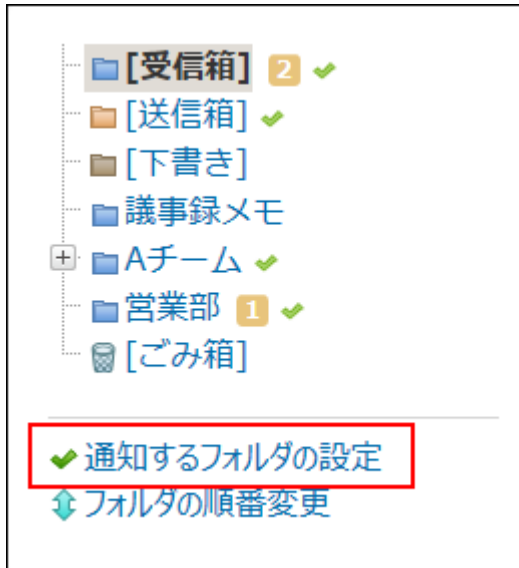 [受信箱] 2
[送信箱]
[下書き]
議事録メモ
Aチーム
営業部 1
[ごみ箱]
通知するフォルダの設定
フォルダの順番変更